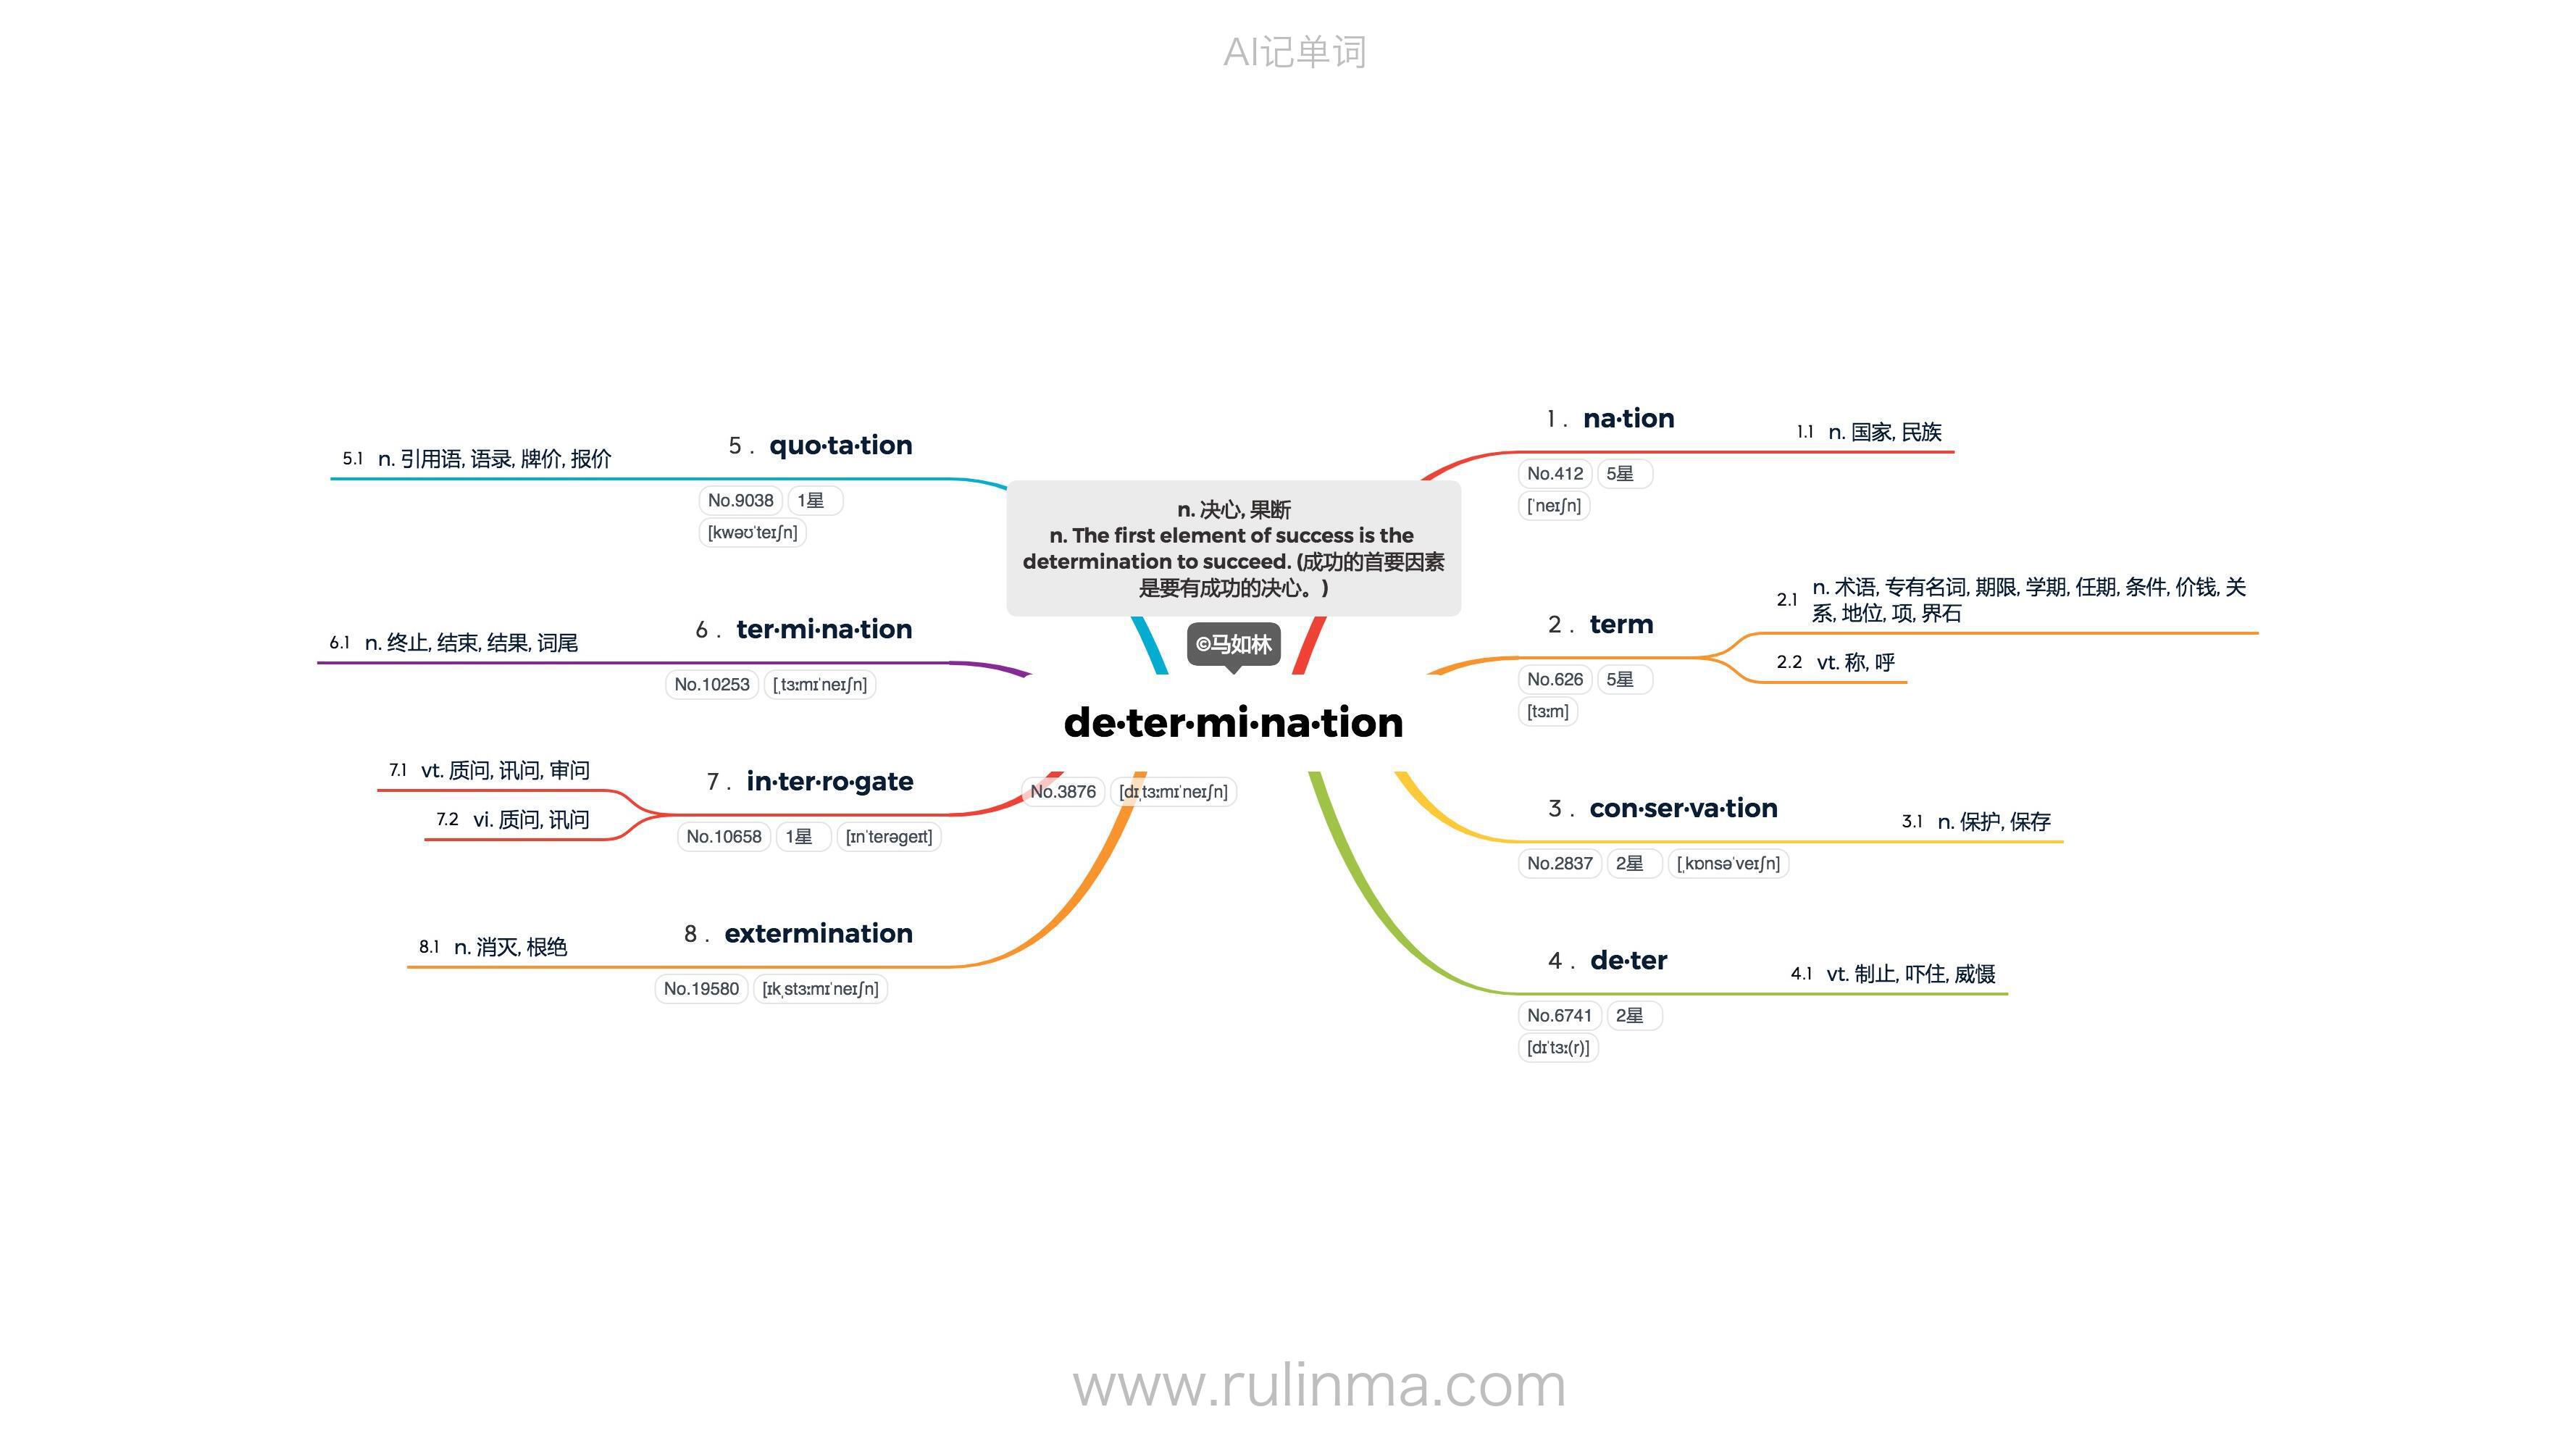 AI记单词
n. 决心, 果断
n. The first element of success is the
determination to succeed. (成功的首要因素
是要有成功的决心。)
©马如林
de·ter·mi·na·tion
No.3876 [dɪˌtɜːmɪˈneɪʃn]
1 . na·tion
1.1 n. 国家, 民族
No.412 5星
[ˈneɪʃn]
2 . term
2.1 n. 术语, 专有名词, 期限, 学期, 任期, 条件, 价钱, 关
系, 地位, 项, 界石
2.2 vt. 称, 呼
No.626 5星
[tɜːm]
3 . con·ser·va·tion
3.1 n. 保护, 保存
No.2837 2星 [ˌkɒnsəˈveɪʃn]
4 . de·ter
4.1 vt. 制止, 吓住, 威慑
No.6741 2星
[dɪˈtɜː(r)]
5 . quo·ta·tion
5.1 n. 引用语, 语录, 牌价, 报价
No.9038 1星
[kwəʊˈteɪʃn]
6 . ter·mi·na·tion
6.1 n. 终止, 结束, 结果, 词尾
No.10253 [ˌtɜːmɪˈneɪʃn]
7 . in·ter·ro·gate
7.1 vt. 质问, 讯问, 审问
7.2 vi. 质问, 讯问
No.10658 1星 [ɪnˈterəgeɪt]
8 . extermination
8.1 n. 消灭, 根绝
No.19580 [ɪkˌstɜːmɪˈneɪʃn]
www.rulinma.com